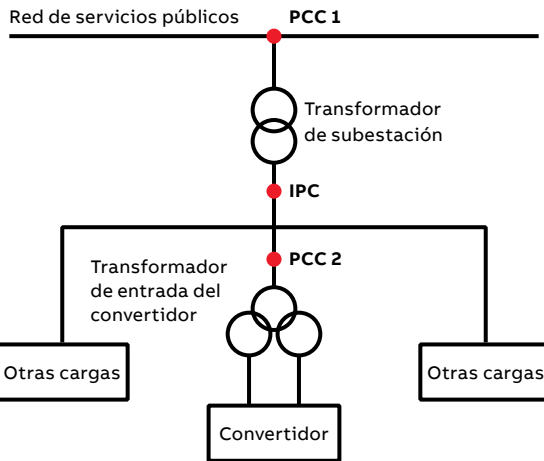 Red de servicios públicos
PCC 1
Transformador
de subestación
IPC
PCC 2
Transformador
de entrada del
convertidor
Otras cargas
Otras cargas
Convertidor